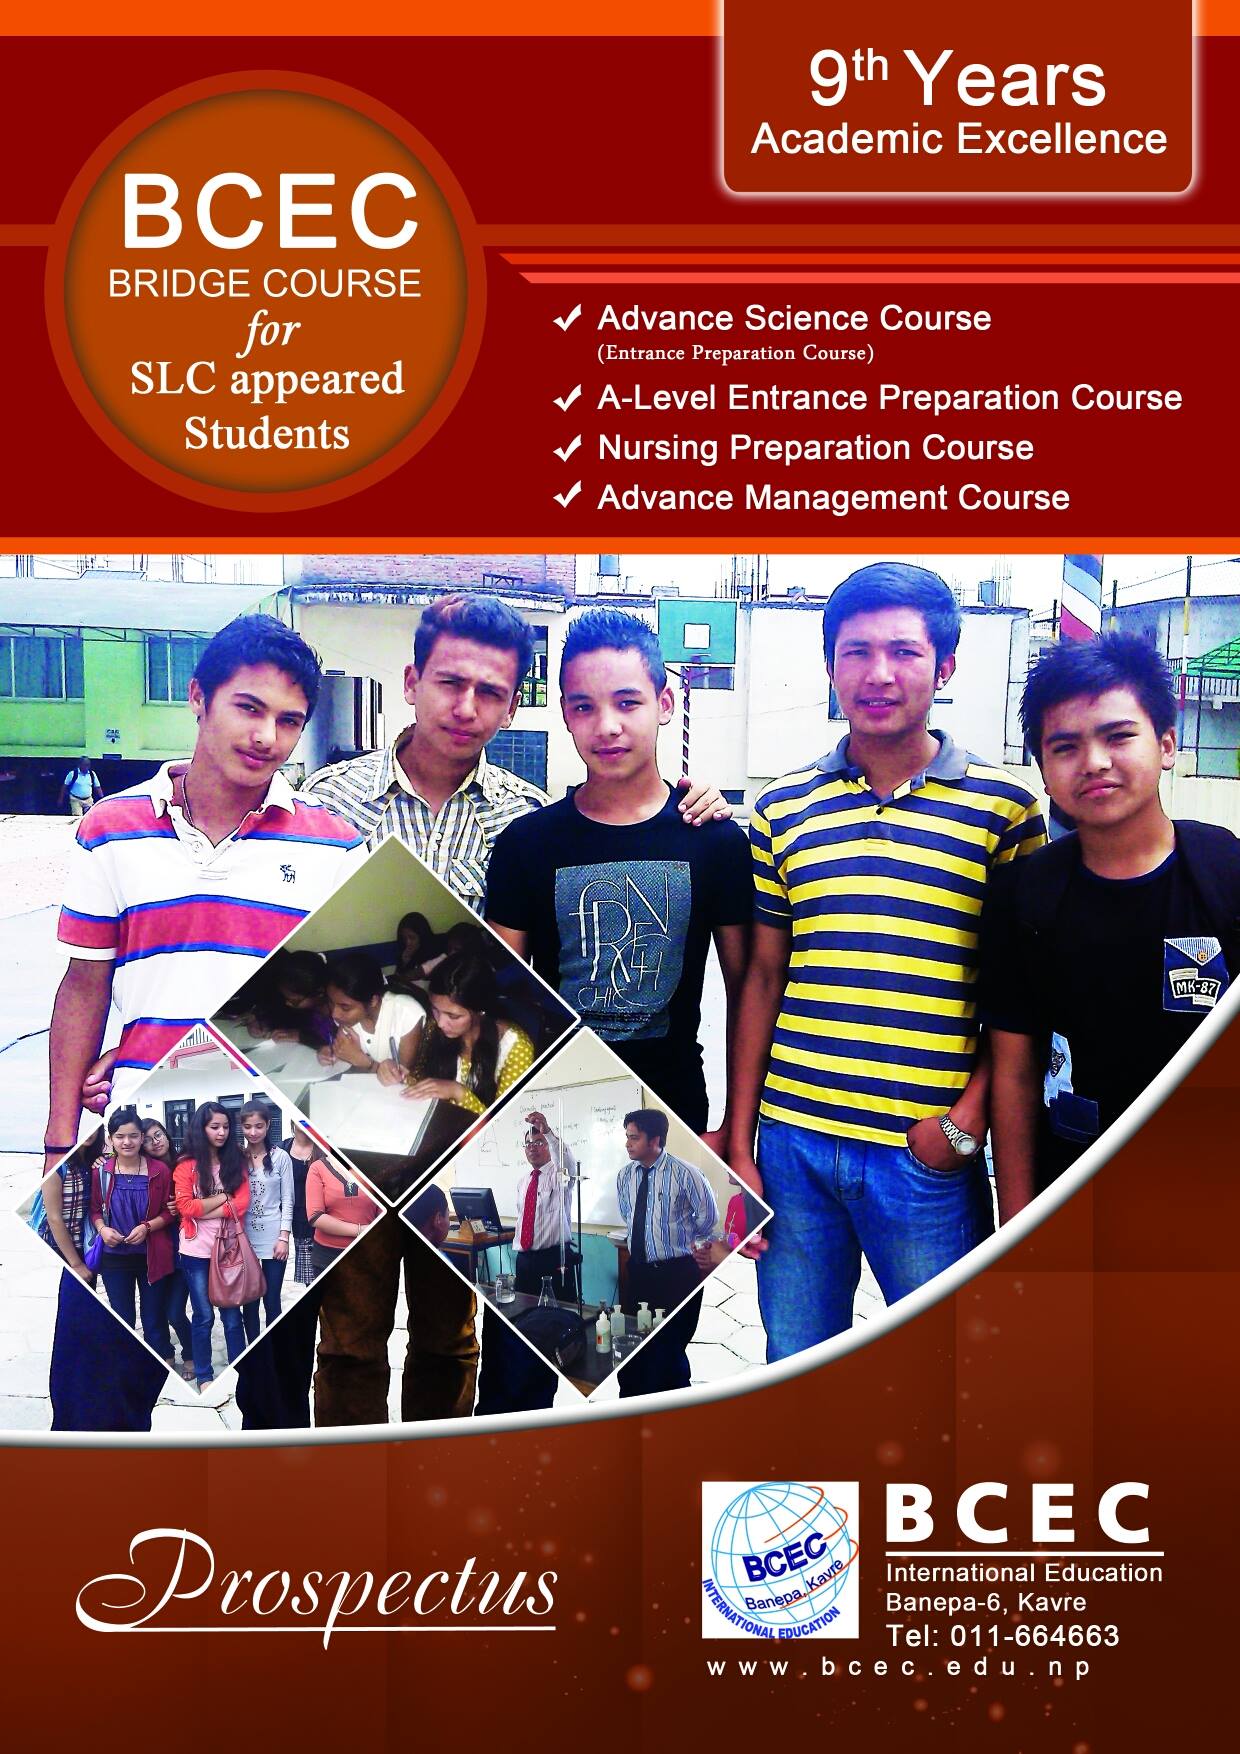 9th Years
Academic Excellence
BCEC
BRIDGE COURSE
for
SLC appeared
Students
Advance Science Course
(Entrance Preparation Course)
A-Level Entrance Preparation Course
Nursing Preparation Course
Advance Management Course
FRENCH
CHIC
MK-87
Prospectus
BCEC
Banepa, Kavre
INTERNATIONAL EDUCATION
BCEC
International Education
Banepa-6, Kavre
Tel: 011-664663
www.bcec.edu.np